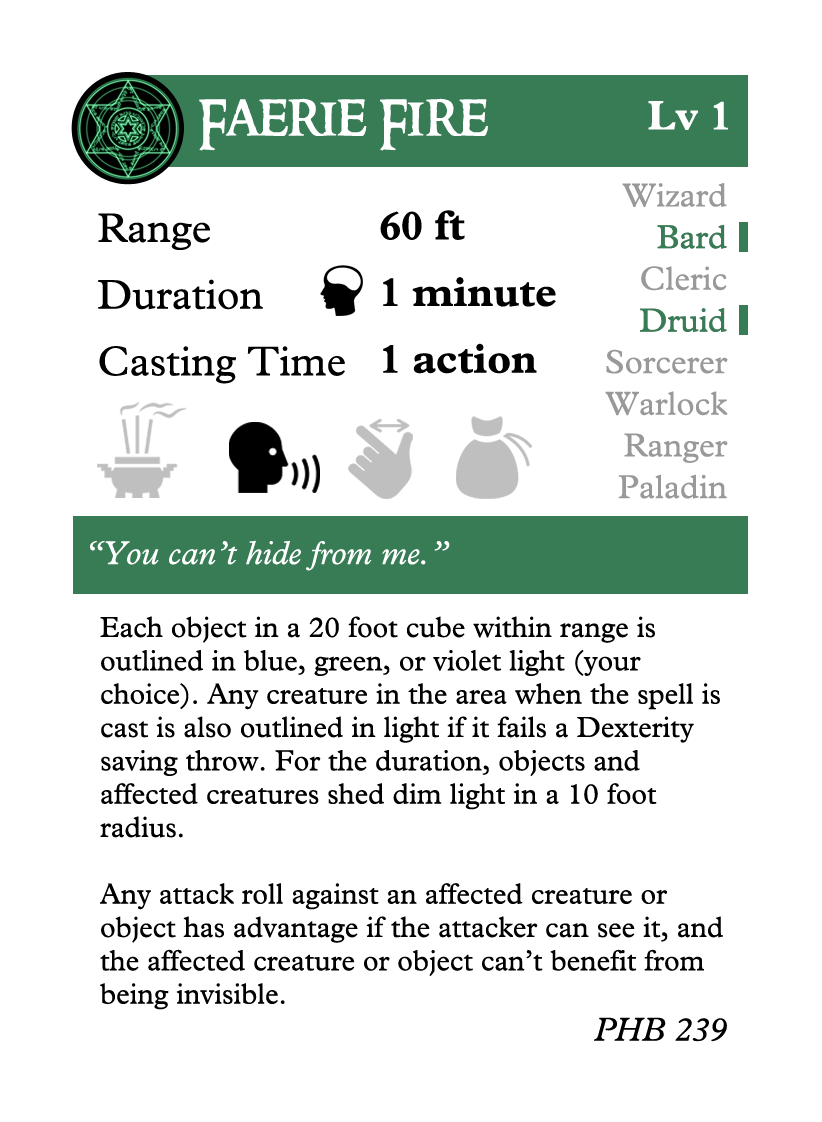 FAERIE FIRE Lv 1
Range 60 ft
Duration 1 minute
Casting Time 1 action
Wizard
Bard
Cleric
Druid
Sorcerer
Warlock
Ranger
Paladin
“You can’t hide from me.”
Each object in a 20 foot cube within range is
outlined in blue, green, or violet light (your
choice). Any creature in the area when the spell is
cast is also outlined in light if it fails a Dexterity
saving throw. For the duration, objects and
affected creatures shed dim light in a 10 foot
radius.
Any attack roll against an affected creature or
object has advantage if the attacker can see it, and
the affected creature or object can’t benefit from
being invisible.
PHB 239